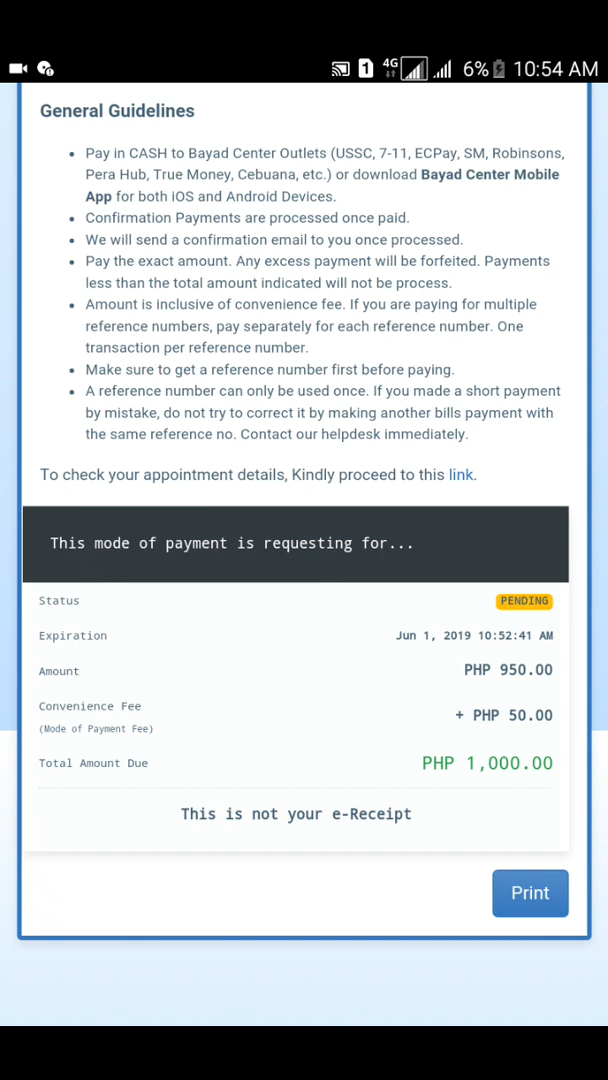 1 4G 6% 10:54 AM
General Guidelines
• Pay in CASH to Bayad Center Outlets (USSC, 7-11, ECPay, SM, Robinsons,
Pera Hub, True Money, Cebuana, etc.) or download Bayad Center Mobile
App for both iOS and Android Devices.
• Confirmation Payments are processed once paid.
• We will send a confirmation email to you once processed.
• Pay the exact amount. Any excess payment will be forfeited. Payments
less than the total amount indicated will not be process.
• Amount is inclusive of convenience fee. If you are paying for multiple
reference numbers, pay separately for each reference number. One
transaction per reference number.
• Make sure to get a reference number first before paying.
• A reference number can only be used once. If you made a short payment
by mistake, do not try to correct it by making another bills payment with
the same reference no. Contact our helpdesk immediately.
To check your appointment details, Kindly proceed to this link.
This mode of payment is requesting for...
Status PENDING
Expiration Jun 1, 2019 10:52:41 AM
Amount PHP 950.00
Convenience Fee + PHP 50.00
(Mode of Payment Fee)
Total Amount Due PHP 1,000.00
This is not your e-Receipt
Print